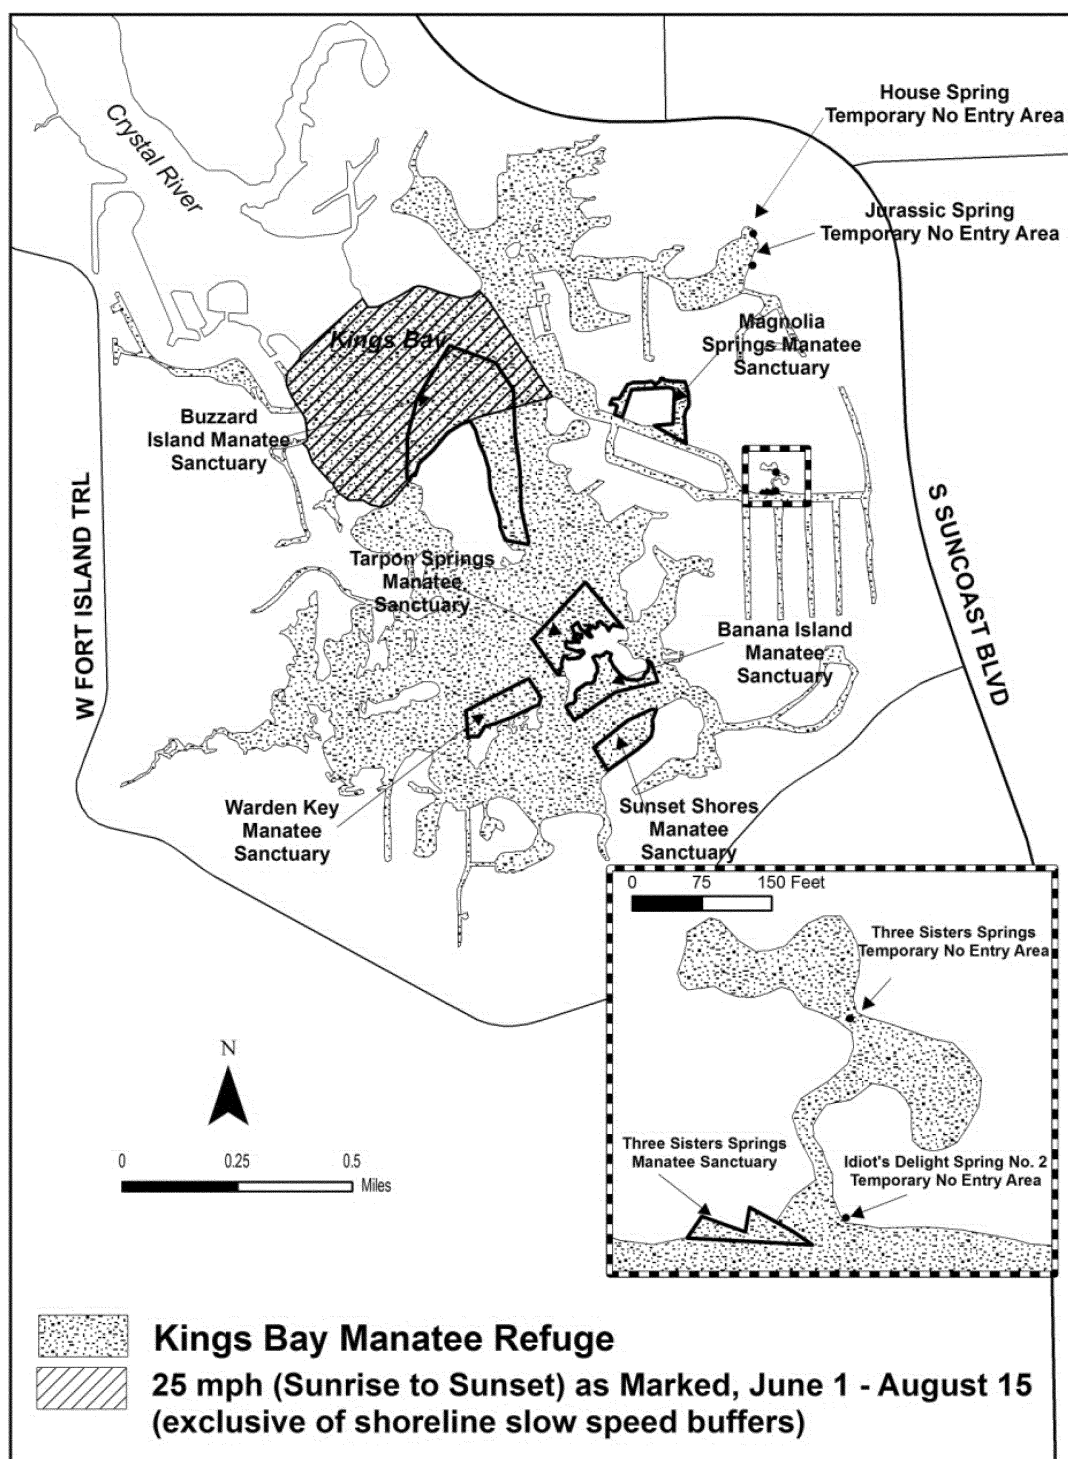 House Spring
Temporary No Entry Area
Crystal River
Jurassic Spring
Temporary No Entry Area
Magnolia
Springs Manatee
Sanctuary
Kings Bay
Buzzard
Island Manatee
Sanctuary
W FORT ISLAND TRL
S SUNCOAST BLVD
Tarpon Springs
Manatee
Sanctuary
Banana Island
Manatee
Sanctuary
Warden Key
Manatee
Sanctuary
Sunset Shores
Manatee
Sanctuary
0 75 150 Feet
Three Sisters Springs
Temporary No Entry Area
N
0 0.25 0.5
Miles
Three Sisters Springs
Manatee Sanctuary
Idiot's Delight Spring No. 2
Temporary No Entry Area
Kings Bay Manatee Refuge
25 mph (Sunrise to Sunset) as Marked, June 1 - August 15
(exclusive of shoreline slow speed buffers)